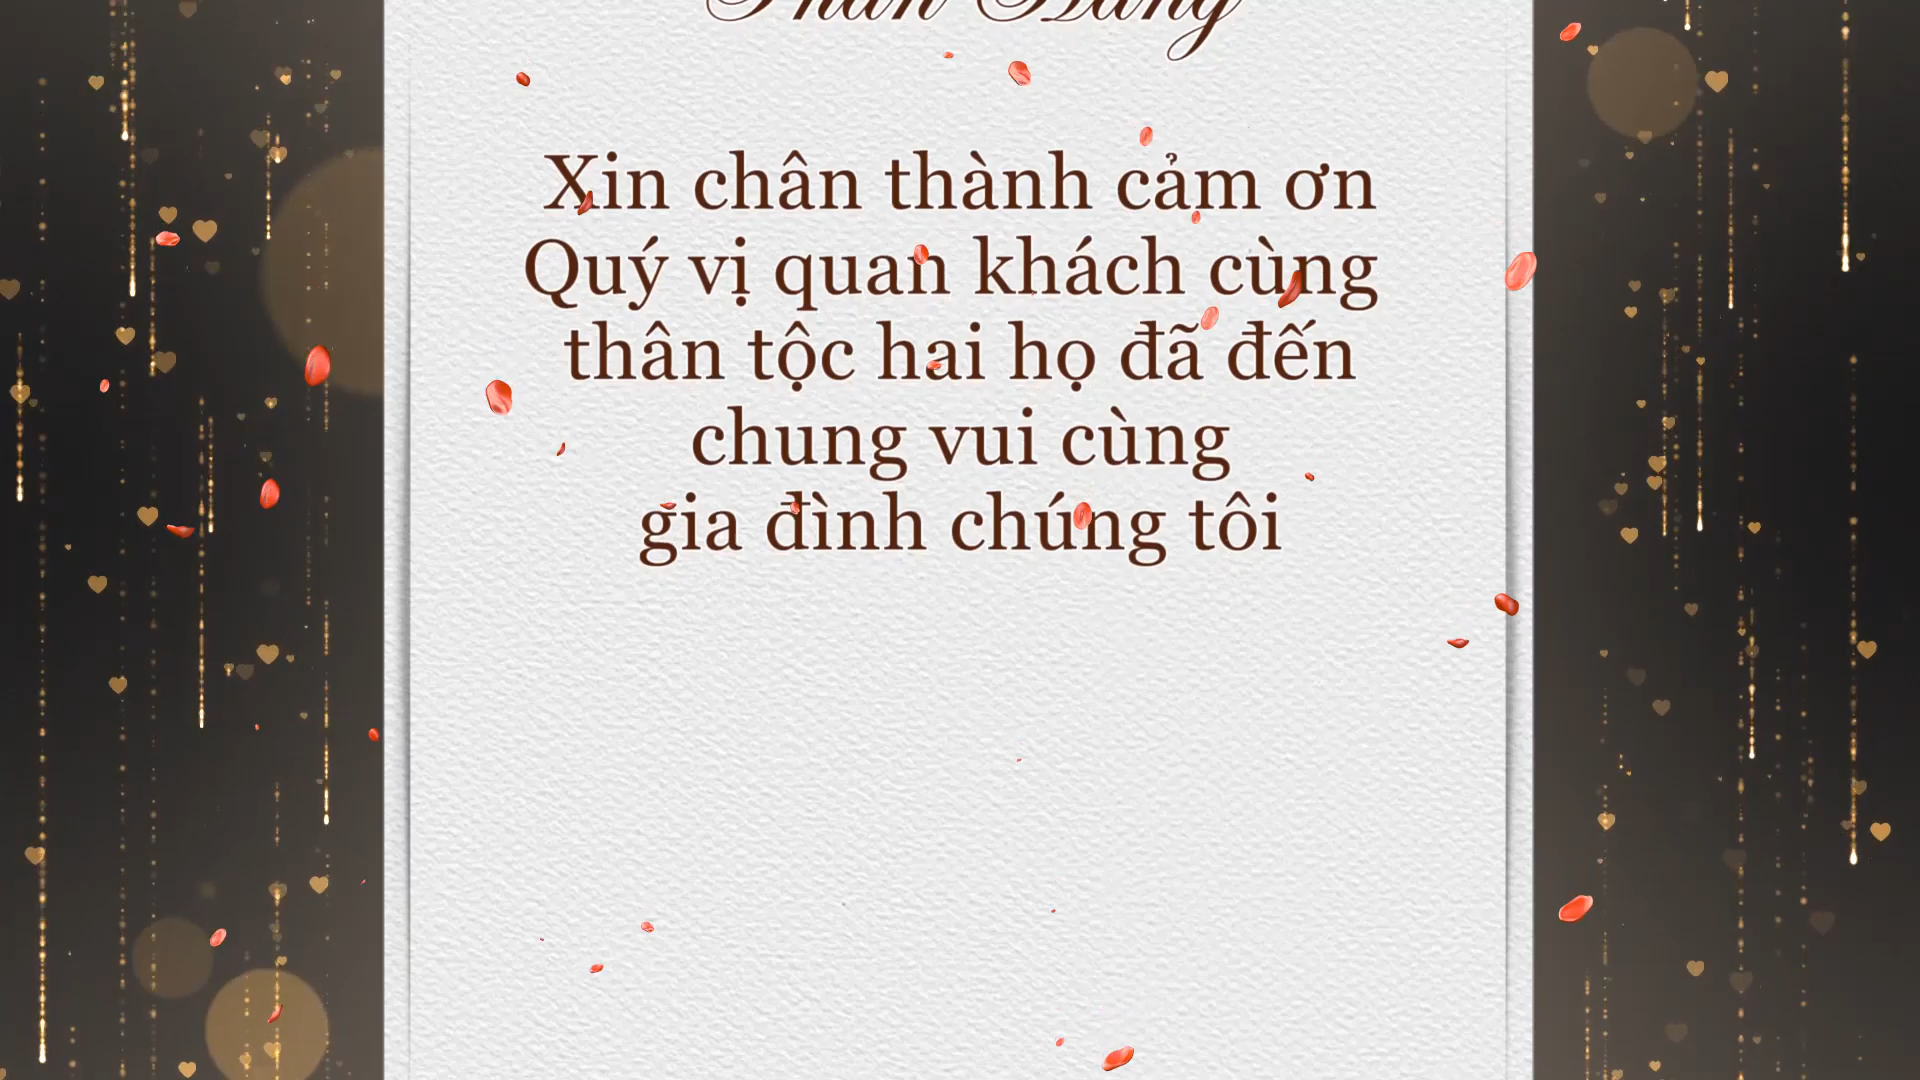 Xin chân thành cảm ơn
Quý vị quan khách cùng
thân tộc hai họ đã đến
chung vui cùng
gia đình chúng tôi